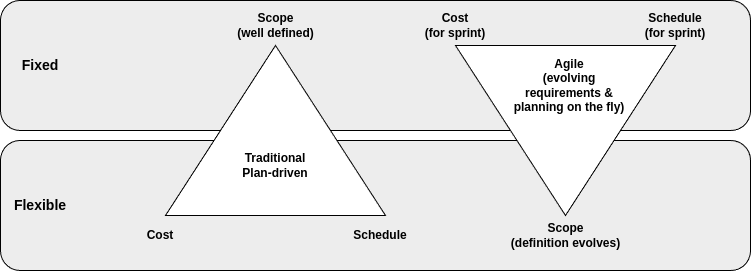 Scope
(well defined)
Cost
(for sprint)
Schedule
(for sprint)
Fixed
Agile
(evolving
requirements &
planning on the fly)
Traditional
Plan-driven
Flexible
Cost
Schedule
Scope
(definition evolves)